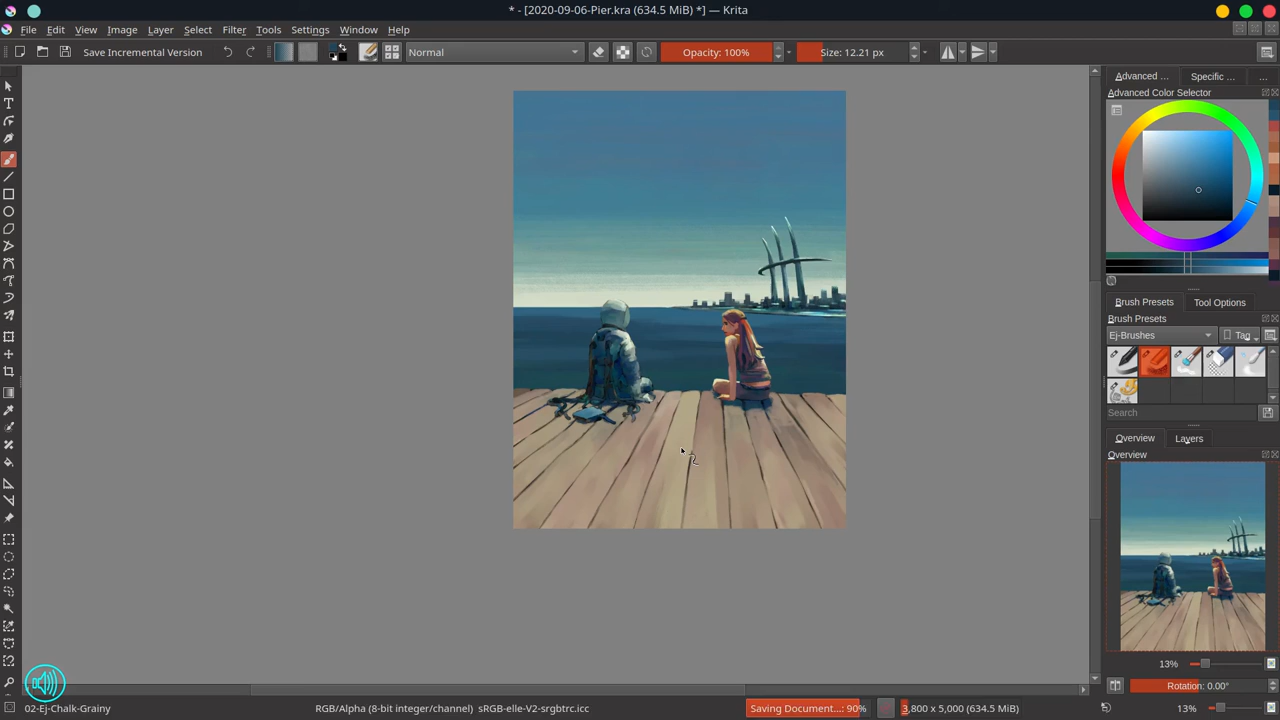 * - [2020-09-06-Pier.kra (634.5 MiB) *] — Krita
File Edit View Image Layer Select Filter Tools Settings Window Help
Save Incremental Version Normal Opacity: 100% Size: 12.21 px
Advanced ... Specific ... ...
Advanced Color Selector
Brush Presets Tool Options
Brush Presets
Ej-Brushes Tag
Search
Overview Layers
Overview
13%
Rotation: 0.00°
02-Ej-Chalk-Grainy RGB/Alpha (8-bit integer/channel) sRGB-elle-V2-srgbtrc.icc Saving Document...: 90% 3,800 x 5,000 (634.5 MiB) 13%